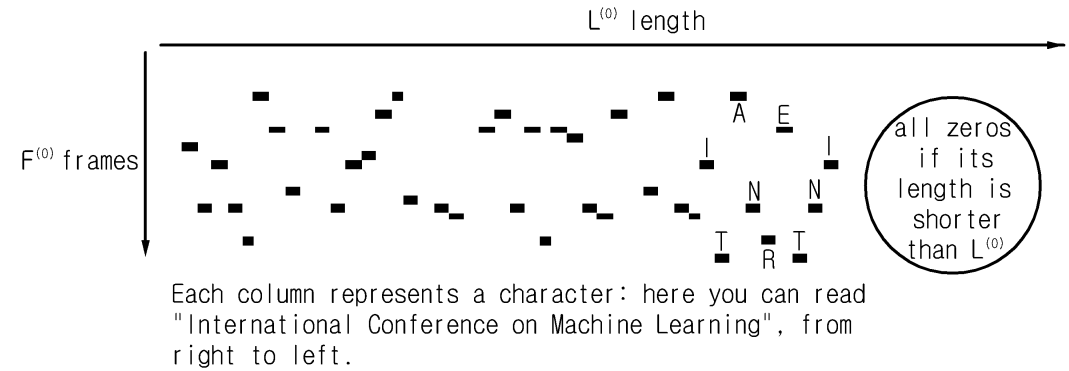 L(0) length
F(0) frames
A
E
I
I
N
N
T
R
T
all zeros
if its
length is
shorter
than L(0)
Each column represents a character: here you can read
"International Conference on Machine Learning", from
right to left.